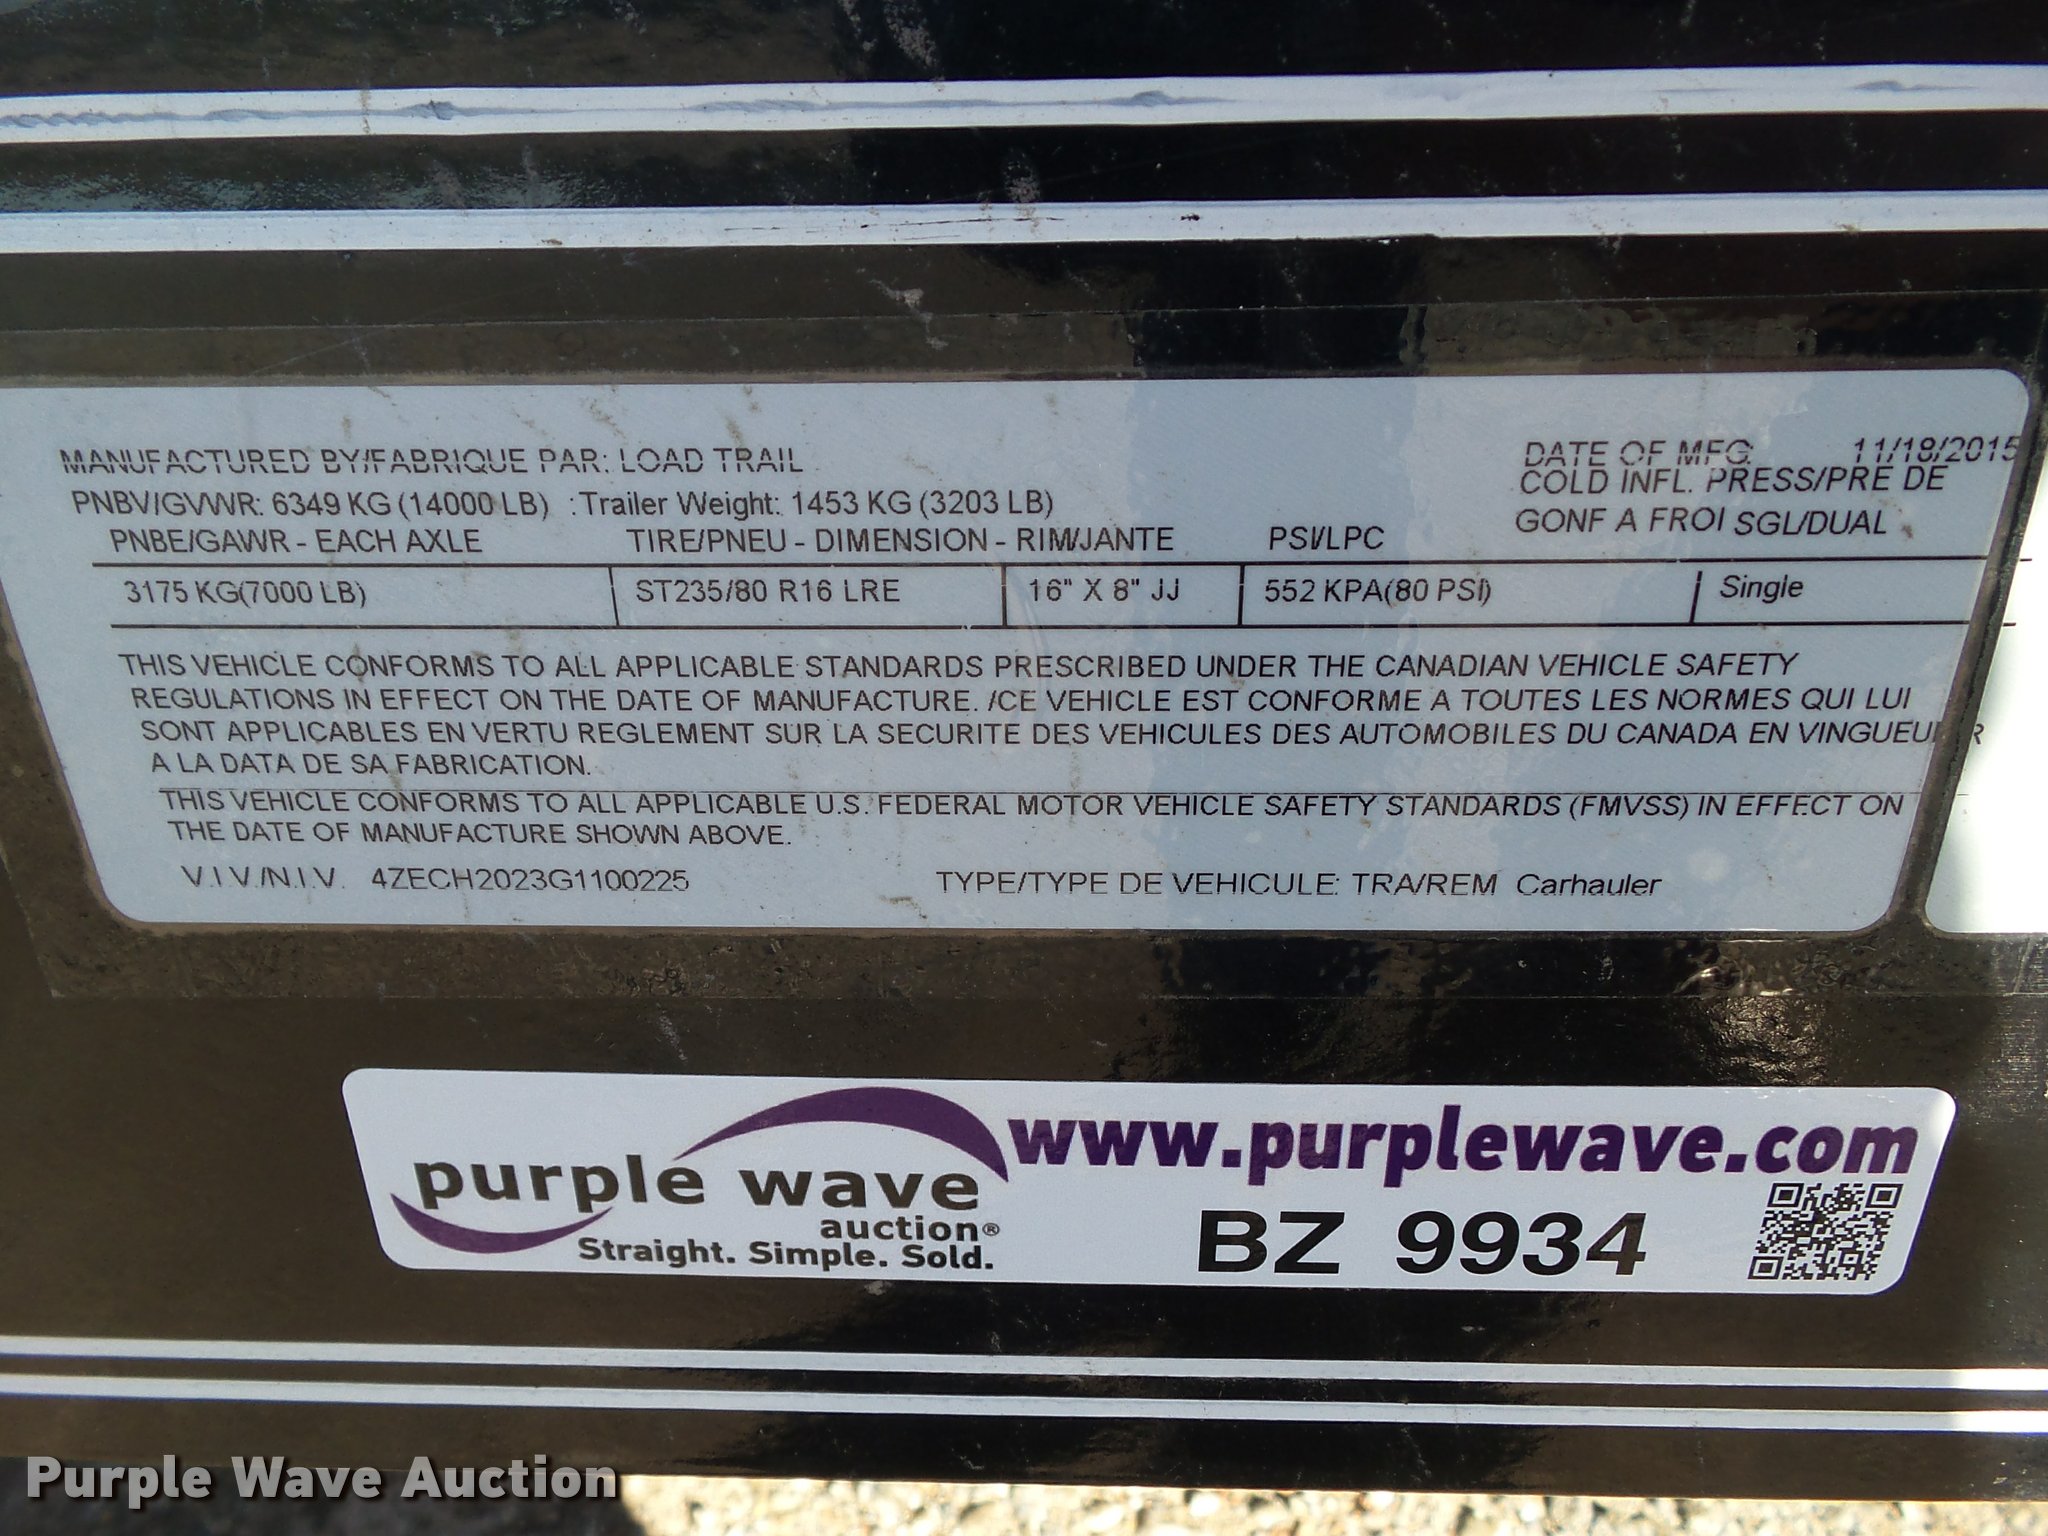 MANUFACTURED BY/FABRIQUE PAR: LOAD TRAIL DATE OF MFG: 11/18/2015
PNBV/GVWR: 6349 KG (14000 LB) :Trailer Weight: 1453 KG (3203 LB) COLD INFL. PRESS/PRE DE
PNBE/GAWR - EACH AXLE TIRE/PNEU - DIMENSION - RIM/JANTE PSI/LPC GONF A FROI SGL/DUAL
3175 KG(7000 LB) ST235/80 R16 LRE 16" X 8" JJ 552 KPA(80 PSI) Single
THIS VEHICLE CONFORMS TO ALL APPLICABLE STANDARDS PRESCRIBED UNDER THE CANADIAN VEHICLE SAFETY
REGULATIONS IN EFFECT ON THE DATE OF MANUFACTURE. /CE VEHICLE EST CONFORME A TOUTES LES NORMES QUI LUI
SONT APPLICABLES EN VERTU REGLEMENT SUR LA SECURITE DES VEHICULES DES AUTOMOBILES DU CANADA EN VINGUEUR
A LA DATA DE SA FABRICATION.
THIS VEHICLE CONFORMS TO ALL APPLICABLE U.S. FEDERAL MOTOR VEHICLE SAFETY STANDARDS (FMVSS) IN EFFECT ON
THE DATE OF MANUFACTURE SHOWN ABOVE.
V.I.V./N.I.V. 4ZECH2023G1100225 TYPE/TYPE DE VEHICULE: TRA/REM Carhauler
purple wave
auction®
Straight. Simple. Sold.
www.purplewave.com
BZ 9934
Purple Wave Auction